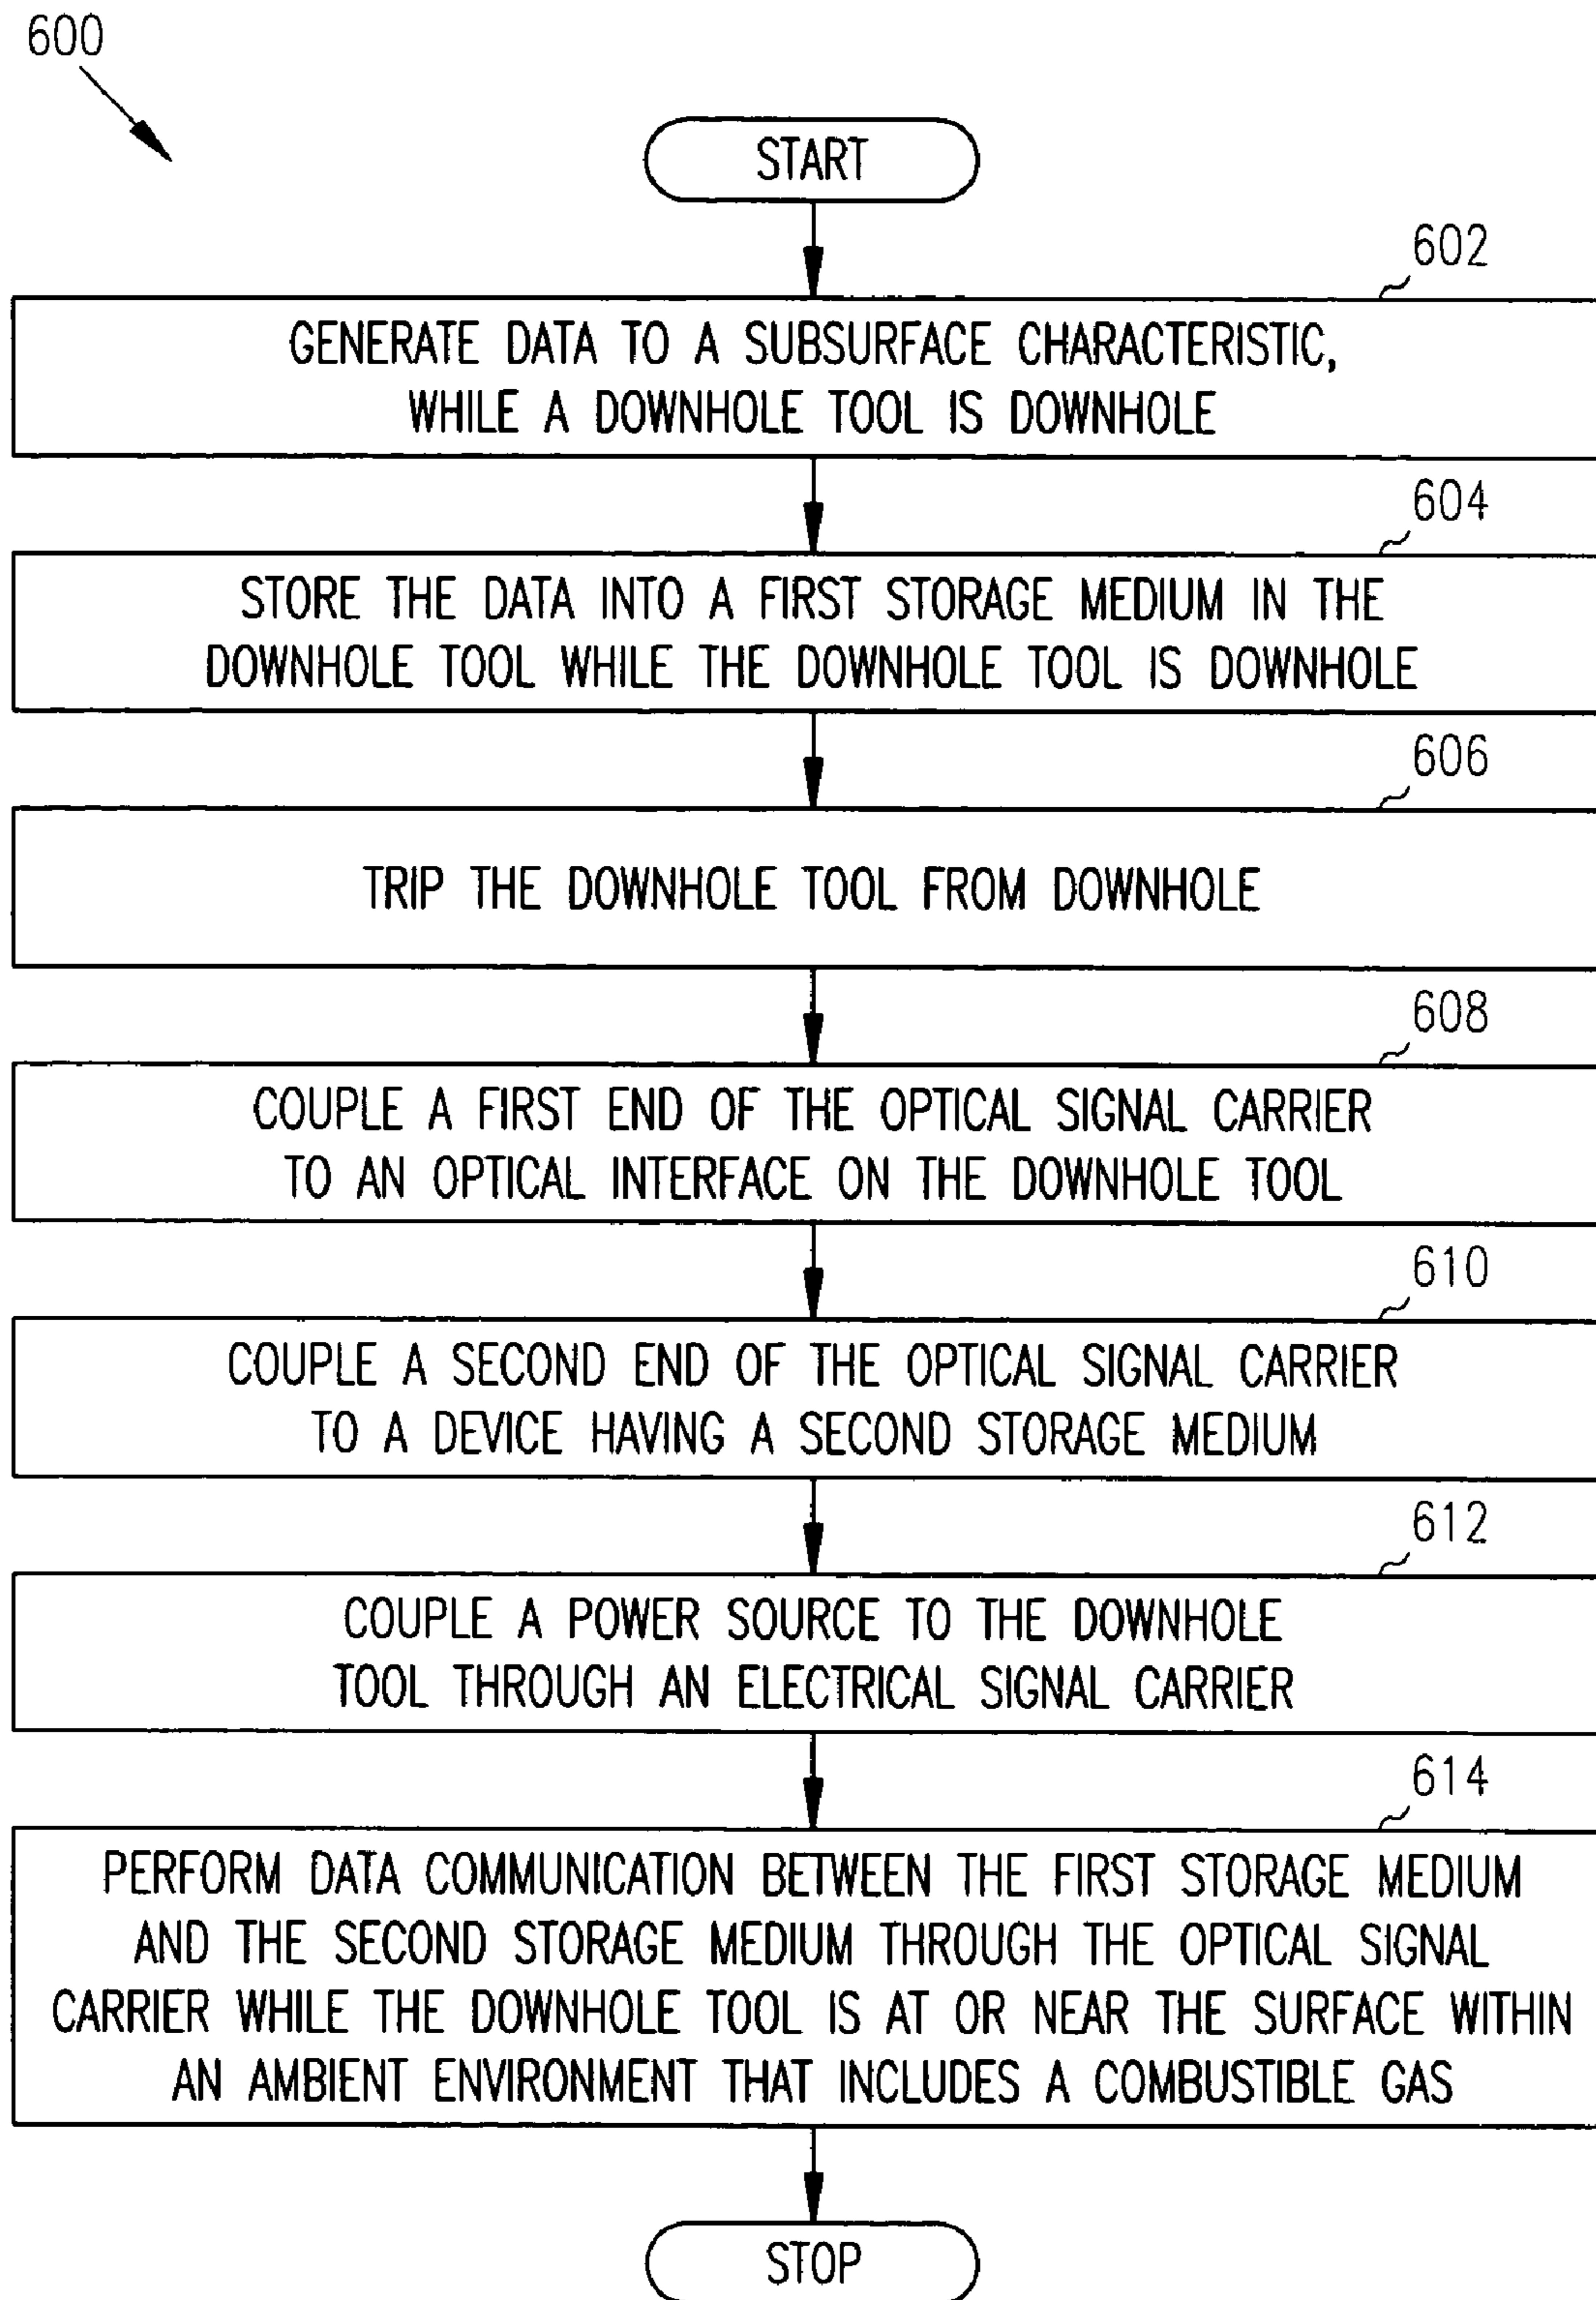 600
START
602
GENERATE DATA TO A SUBSURFACE CHARACTERISTIC,
WHILE A DOWNHOLE TOOL IS DOWNHOLE
604
STORE THE DATA INTO A FIRST STORAGE MEDIUM IN THE
DOWNHOLE TOOL WHILE THE DOWNHOLE TOOL IS DOWNHOLE
606
TRIP THE DOWNHOLE TOOL FROM DOWNHOLE
608
COUPLE A FIRST END OF THE OPTICAL SIGNAL CARRIER
TO AN OPTICAL INTERFACE ON THE DOWNHOLE TOOL
610
COUPLE A SECOND END OF THE OPTICAL SIGNAL CARRIER
TO A DEVICE HAVING A SECOND STORAGE MEDIUM
612
COUPLE A POWER SOURCE TO THE DOWNHOLE
TOOL THROUGH AN ELECTRICAL SIGNAL CARRIER
614
PERFORM DATA COMMUNICATION BETWEEN THE FIRST STORAGE MEDIUM
AND THE SECOND STORAGE MEDIUM THROUGH THE OPTICAL SIGNAL
CARRIER WHILE THE DOWNHOLE TOOL IS AT OR NEAR THE SURFACE WITHIN
AN AMBIENT ENVIRONMENT THAT INCLUDES A COMBUSTIBLE GAS
STOP